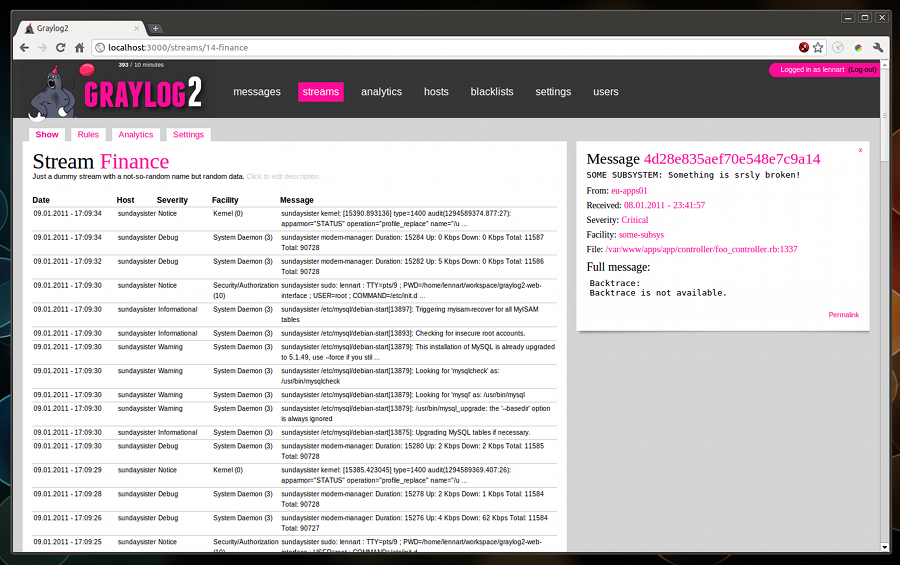 Graylog2
localhost:3000/streams/14-finance
393 / 10 minutes
GRAYLOG2
messages streams analytics hosts blacklists settings users
Logged in as lennart (Log out)
Show Rules Analytics Settings
Stream Finance
Just a dummy stream with a not-so-random name but random data. Click to edit description.
Date Host Severity Facility Message
09.01.2011 - 17:09:34 sundaysister Notice Kernel (0) sundaysister kernel: [15390.893136] type=1400 audit(1294589374.877:27):
apparmor="STATUS" operation="profile_replace" name="/u ...
09.01.2011 - 17:09:34 sundaysister Debug System Daemon (3) sundaysister modem-manager: Duration: 15284 Up: 0 Kbps Down: 0 Kbps Total: 11587
Total: 90728
09.01.2011 - 17:09:32 sundaysister Debug System Daemon (3) sundaysister modem-manager: Duration: 15282 Up: 5 Kbps Down: 0 Kbps Total: 11586
Total: 90728
09.01.2011 - 17:09:30 sundaysister Notice Security/Authorization sundaysister sudo: lennart : TTY=pts/9 ; PWD=/home/lennart/workspace/graylog2-web-
(10) interface ; USER=root ; COMMAND=/etc/init.d ...
09.01.2011 - 17:09:30 sundaysister Informational System Daemon (3) sundaysister /etc/mysql/debian-start[13897]: Triggering myisam-recover for all MyISAM
tables
09.01.2011 - 17:09:30 sundaysister Informational System Daemon (3) sundaysister /etc/mysql/debian-start[13893]: Checking for insecure root accounts.
09.01.2011 - 17:09:30 sundaysister Warning System Daemon (3) sundaysister /etc/mysql/debian-start[13879]: This installation of MySQL is already upgraded
to 5.1.49, use --force if you stil ...
09.01.2011 - 17:09:30 sundaysister Warning System Daemon (3) sundaysister /etc/mysql/debian-start[13879]: Looking for 'mysqlcheck' as:
/usr/bin/mysqlcheck
09.01.2011 - 17:09:30 sundaysister Warning System Daemon (3) sundaysister /etc/mysql/debian-start[13879]: Looking for 'mysql' as: /usr/bin/mysql
09.01.2011 - 17:09:30 sundaysister Warning System Daemon (3) sundaysister /etc/mysql/debian-start[13879]: /usr/bin/mysql_upgrade: the '--basedir' option
is always ignored
09.01.2011 - 17:09:30 sundaysister Informational System Daemon (3) sundaysister /etc/mysql/debian-start[13875]: Upgrading MySQL tables if necessary.
09.01.2011 - 17:09:30 sundaysister Debug System Daemon (3) sundaysister modem-manager: Duration: 15280 Up: 2 Kbps Down: 2 Kbps Total: 11585
Total: 90728
09.01.2011 - 17:09:29 sundaysister Notice Kernel (0) sundaysister kernel: [15385.423045] type=1400 audit(1294589369.407:26):
apparmor="STATUS" operation="profile_replace" name="/u ...
09.01.2011 - 17:09:28 sundaysister Debug System Daemon (3) sundaysister modem-manager: Duration: 15278 Up: 2 Kbps Down: 1 Kbps Total: 11584
Total: 90728
09.01.2011 - 17:09:26 sundaysister Debug System Daemon (3) sundaysister modem-manager: Duration: 15276 Up: 4 Kbps Down: 62 Kbps Total: 11584
Total: 90727
09.01.2011 - 17:09:25 sundaysister Notice Security/Authorization sundaysister sudo: lennart : TTY=pts/9 ; PWD=/home/lennart/workspace/graylog2-web-
(10) interface ; USER=root ; COMMAND=/etc/init.d ...
x
Message 4d28e835aef70e548e7c9a14
SOME SUBSYSTEM: Something is srsly broken!
From: eu-apps01
Received: 08.01.2011 - 23:41:57
Severity: Critical
Facility: some-subsys
File: /var/www/apps/app/controller/foo_controller.rb:1337
Full message:
Backtrace:
Backtrace is not available.
Permalink